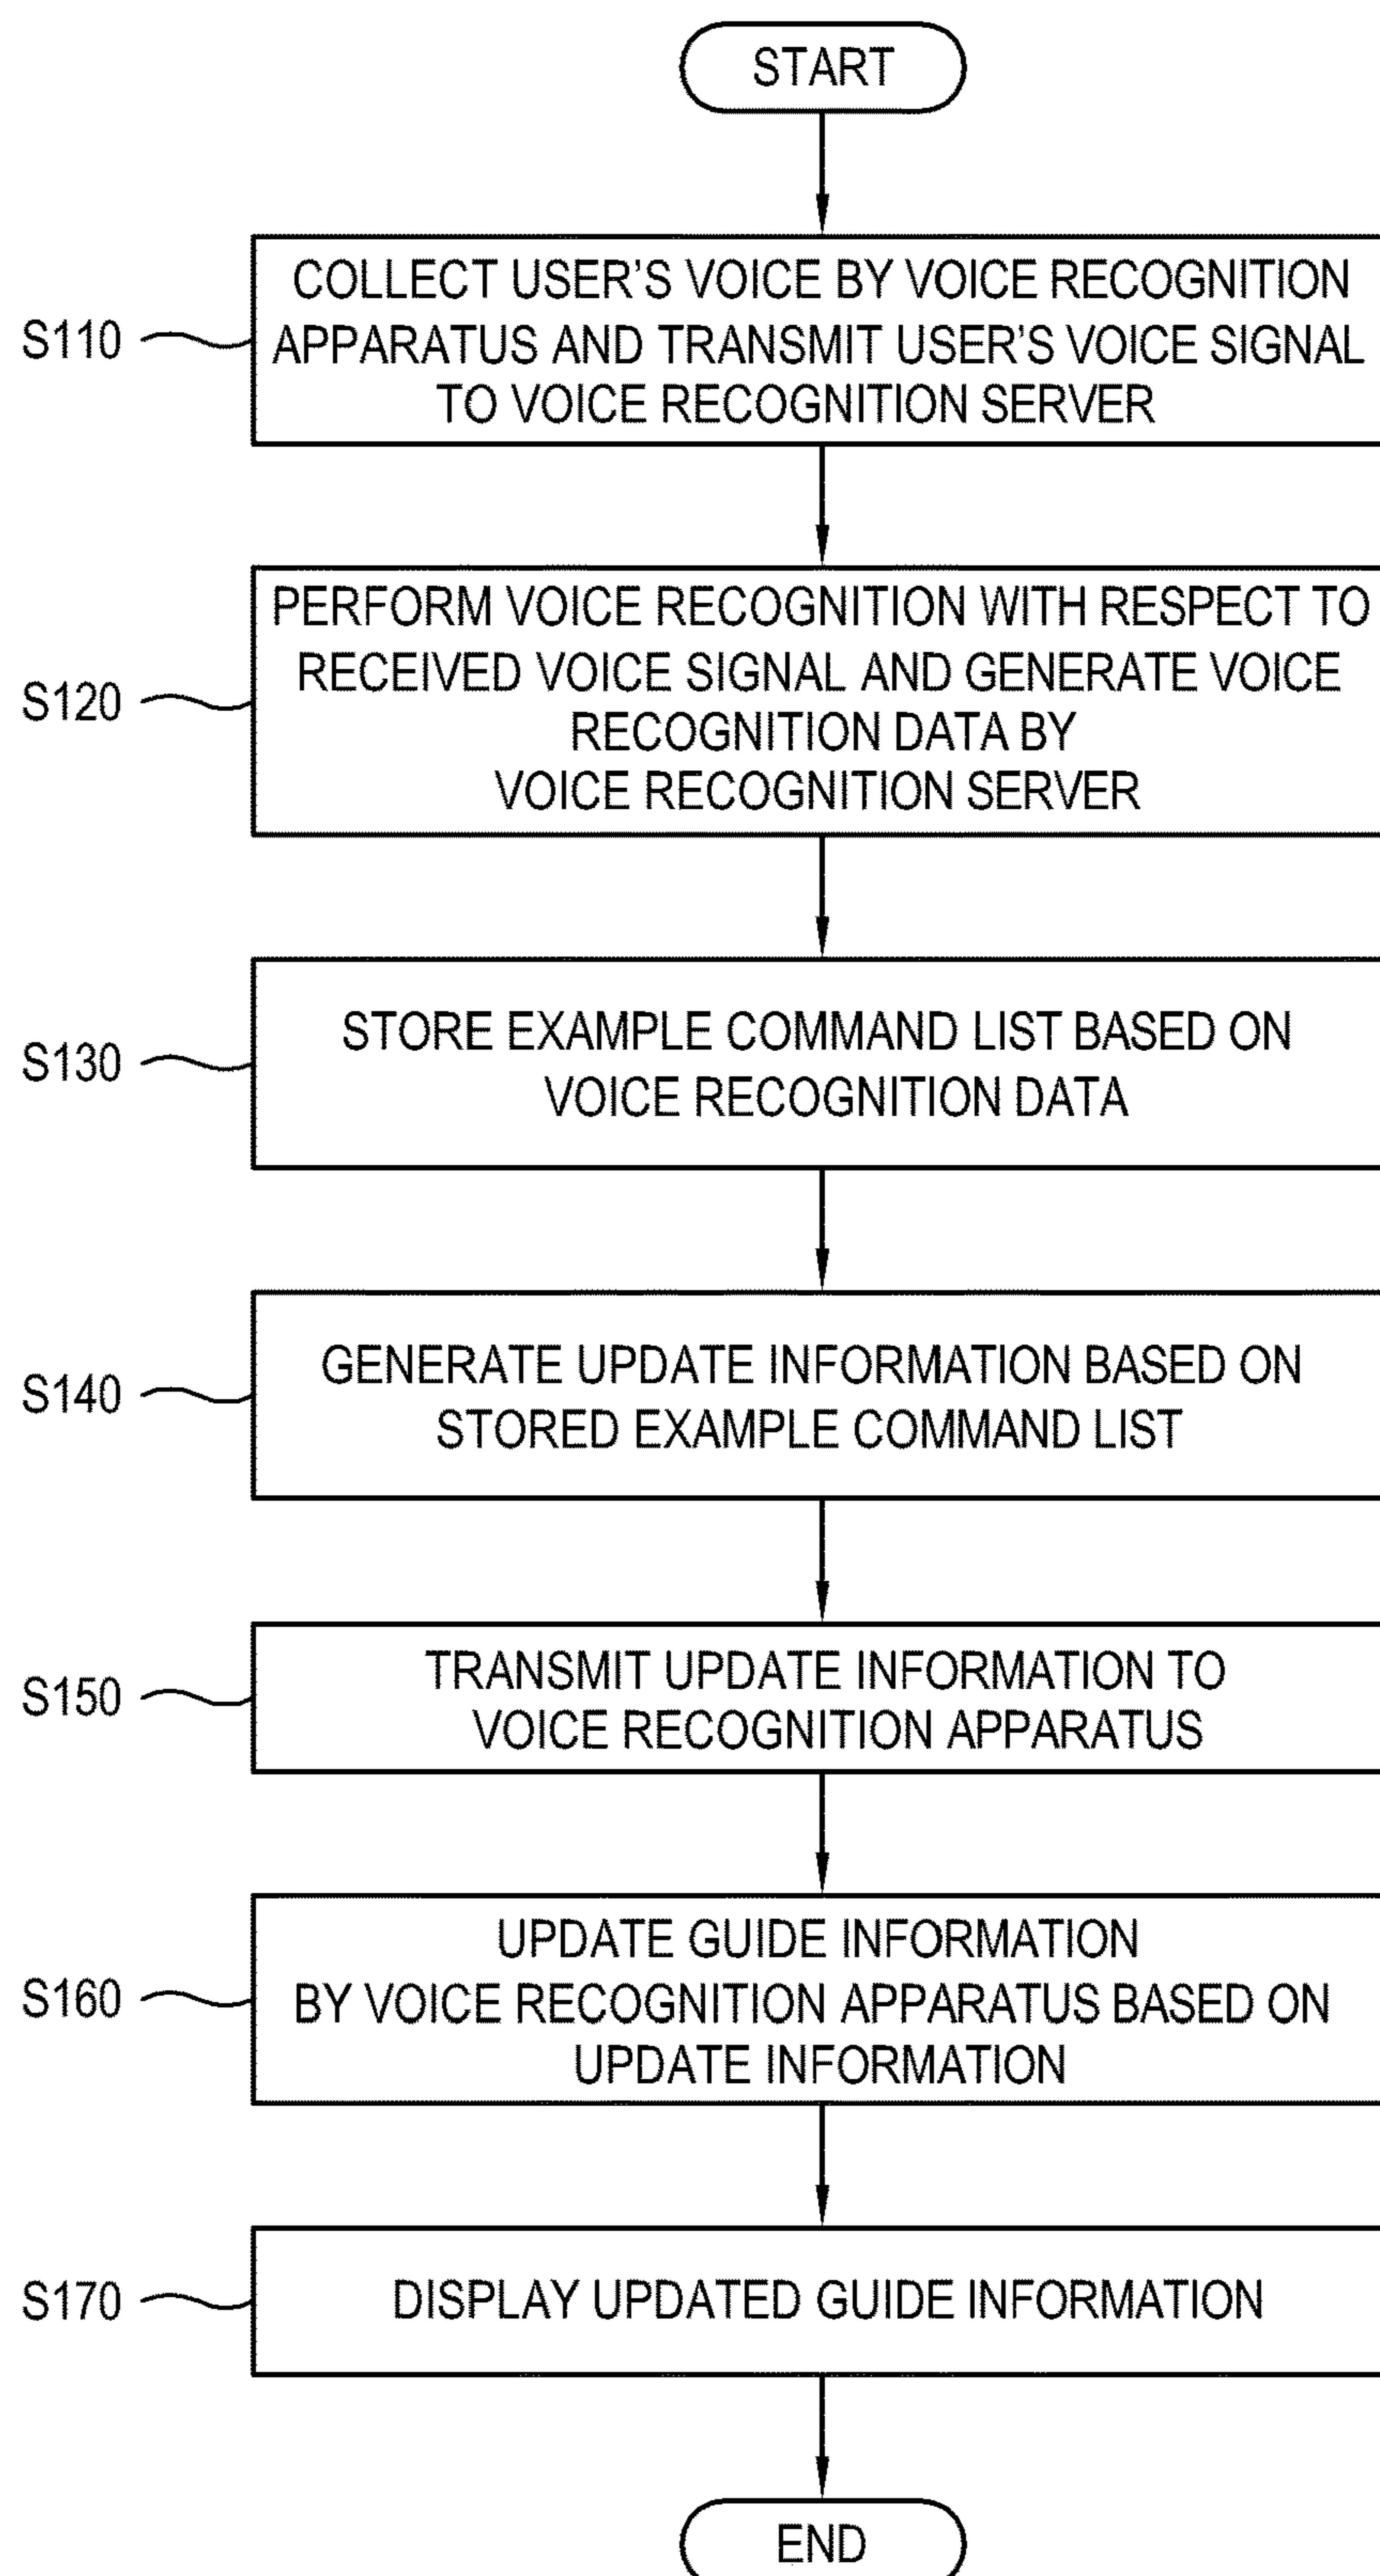 START
S110
COLLECT USER'S VOICE BY VOICE RECOGNITION
APPARATUS AND TRANSMIT USER'S VOICE SIGNAL
TO VOICE RECOGNITION SERVER
S120
PERFORM VOICE RECOGNITION WITH RESPECT TO
RECEIVED VOICE SIGNAL AND GENERATE VOICE
RECOGNITION DATA BY
VOICE RECOGNITION SERVER
S130
STORE EXAMPLE COMMAND LIST BASED ON
VOICE RECOGNITION DATA
S140
GENERATE UPDATE INFORMATION BASED ON
STORED EXAMPLE COMMAND LIST
S150
TRANSMIT UPDATE INFORMATION TO
VOICE RECOGNITION APPARATUS
S160
UPDATE GUIDE INFORMATION
BY VOICE RECOGNITION APPARATUS BASED ON
UPDATE INFORMATION
S170
DISPLAY UPDATED GUIDE INFORMATION
END